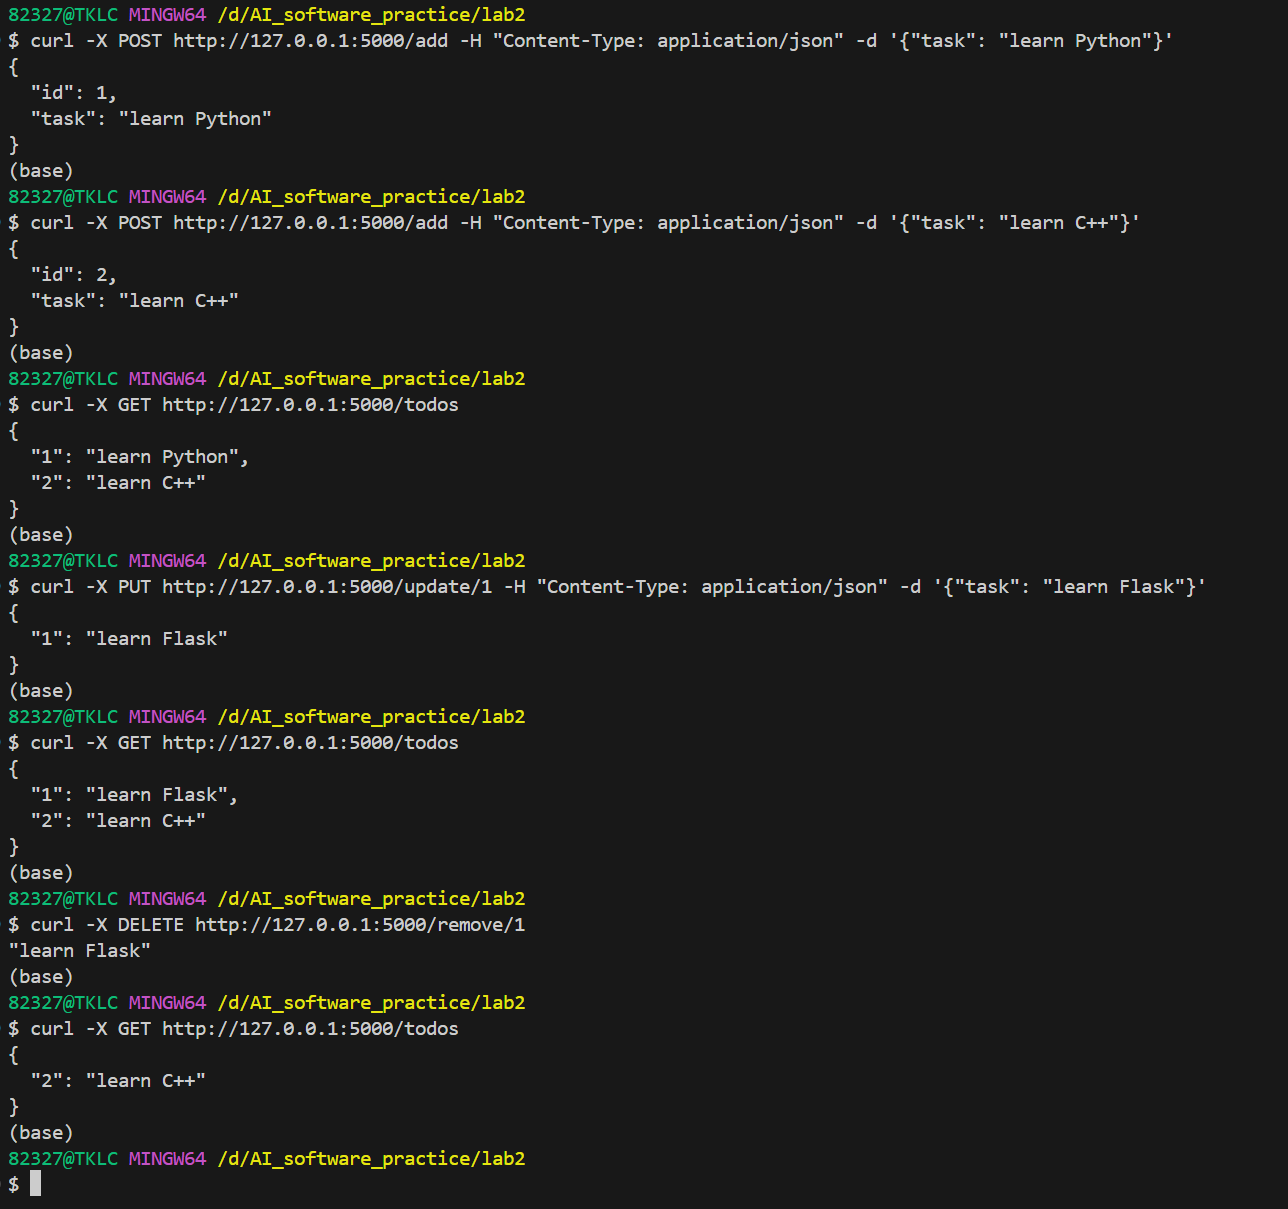 82327@TKLC MINGW64 /d/AI_software_practice/lab2
$ curl -X POST http://127.0.0.1:5000/add -H "Content-Type: application/json" -d '{"task": "learn Python"}'
{
  "id": 1,
  "task": "learn Python"
}
(base)
82327@TKLC MINGW64 /d/AI_software_practice/lab2
$ curl -X POST http://127.0.0.1:5000/add -H "Content-Type: application/json" -d '{"task": "learn C++"}'
{
  "id": 2,
  "task": "learn C++"
}
(base)
82327@TKLC MINGW64 /d/AI_software_practice/lab2
$ curl -X GET http://127.0.0.1:5000/todos
{
  "1": "learn Python",
  "2": "learn C++"
}
(base)
82327@TKLC MINGW64 /d/AI_software_practice/lab2
$ curl -X PUT http://127.0.0.1:5000/update/1 -H "Content-Type: application/json" -d '{"task": "learn Flask"}'
{
  "1": "learn Flask"
}
(base)
82327@TKLC MINGW64 /d/AI_software_practice/lab2
$ curl -X GET http://127.0.0.1:5000/todos
{
  "1": "learn Flask",
  "2": "learn C++"
}
(base)
82327@TKLC MINGW64 /d/AI_software_practice/lab2
$ curl -X DELETE http://127.0.0.1:5000/remove/1
"learn Flask"
(base)
82327@TKLC MINGW64 /d/AI_software_practice/lab2
$ curl -X GET http://127.0.0.1:5000/todos
{
  "2": "learn C++"
}
(base)
82327@TKLC MINGW64 /d/AI_software_practice/lab2
$